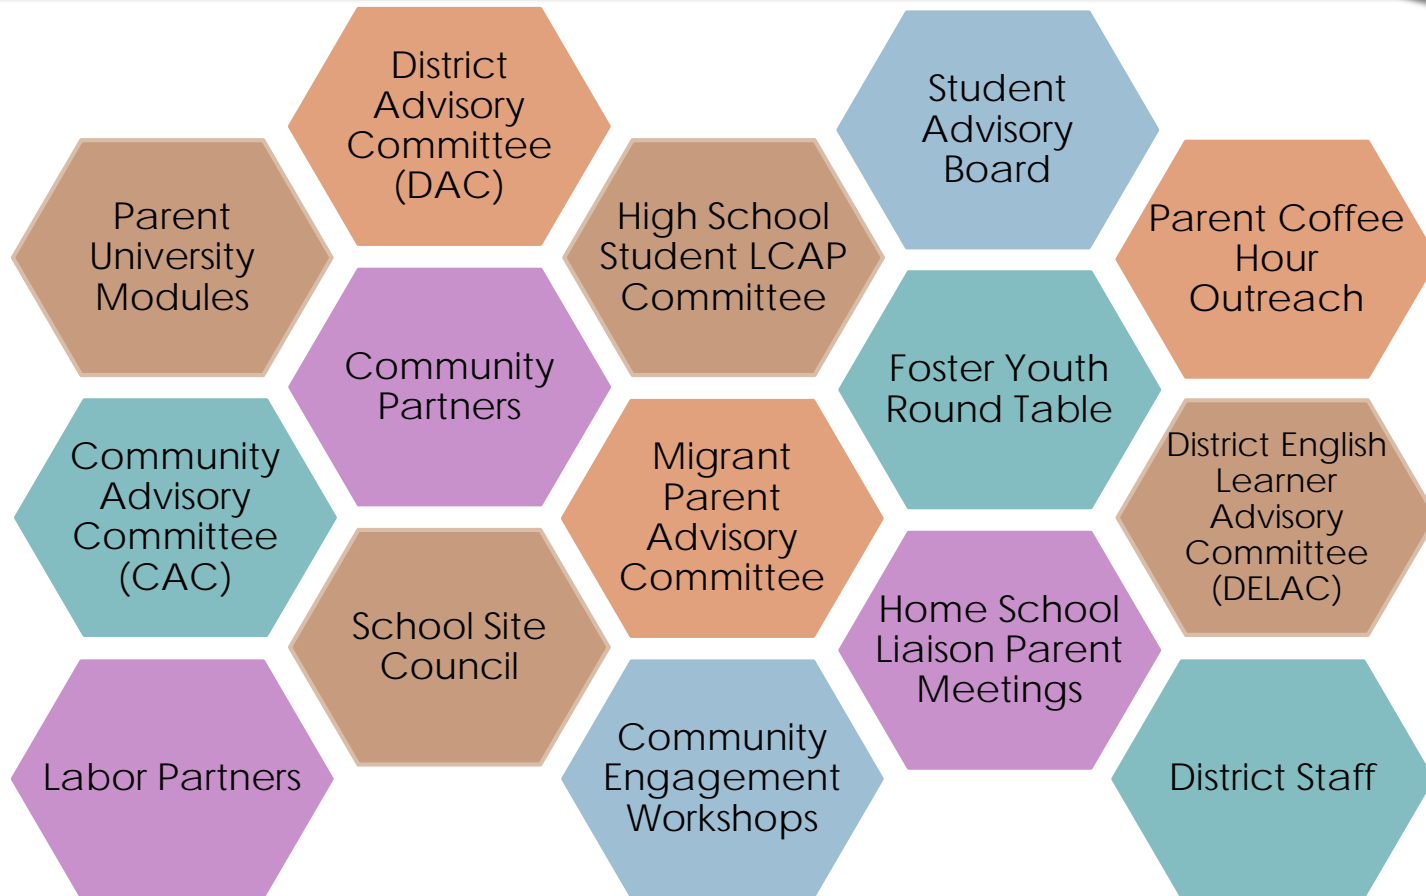 District
Advisory
Committee
(DAC)
Student
Advisory
Board
Parent
University
Modules
High School
Student LCAP
Committee
Parent Coffee
Hour
Outreach
Community
Partners
Foster Youth
Round Table
Community
Advisory
Committee
(CAC)
Migrant
Parent
Advisory
Committee
District English
Learner
Advisory
Committee
(DELAC)
School Site
Council
Home School
Liaison Parent
Meetings
Labor Partners
Community
Engagement
Workshops
District Staff